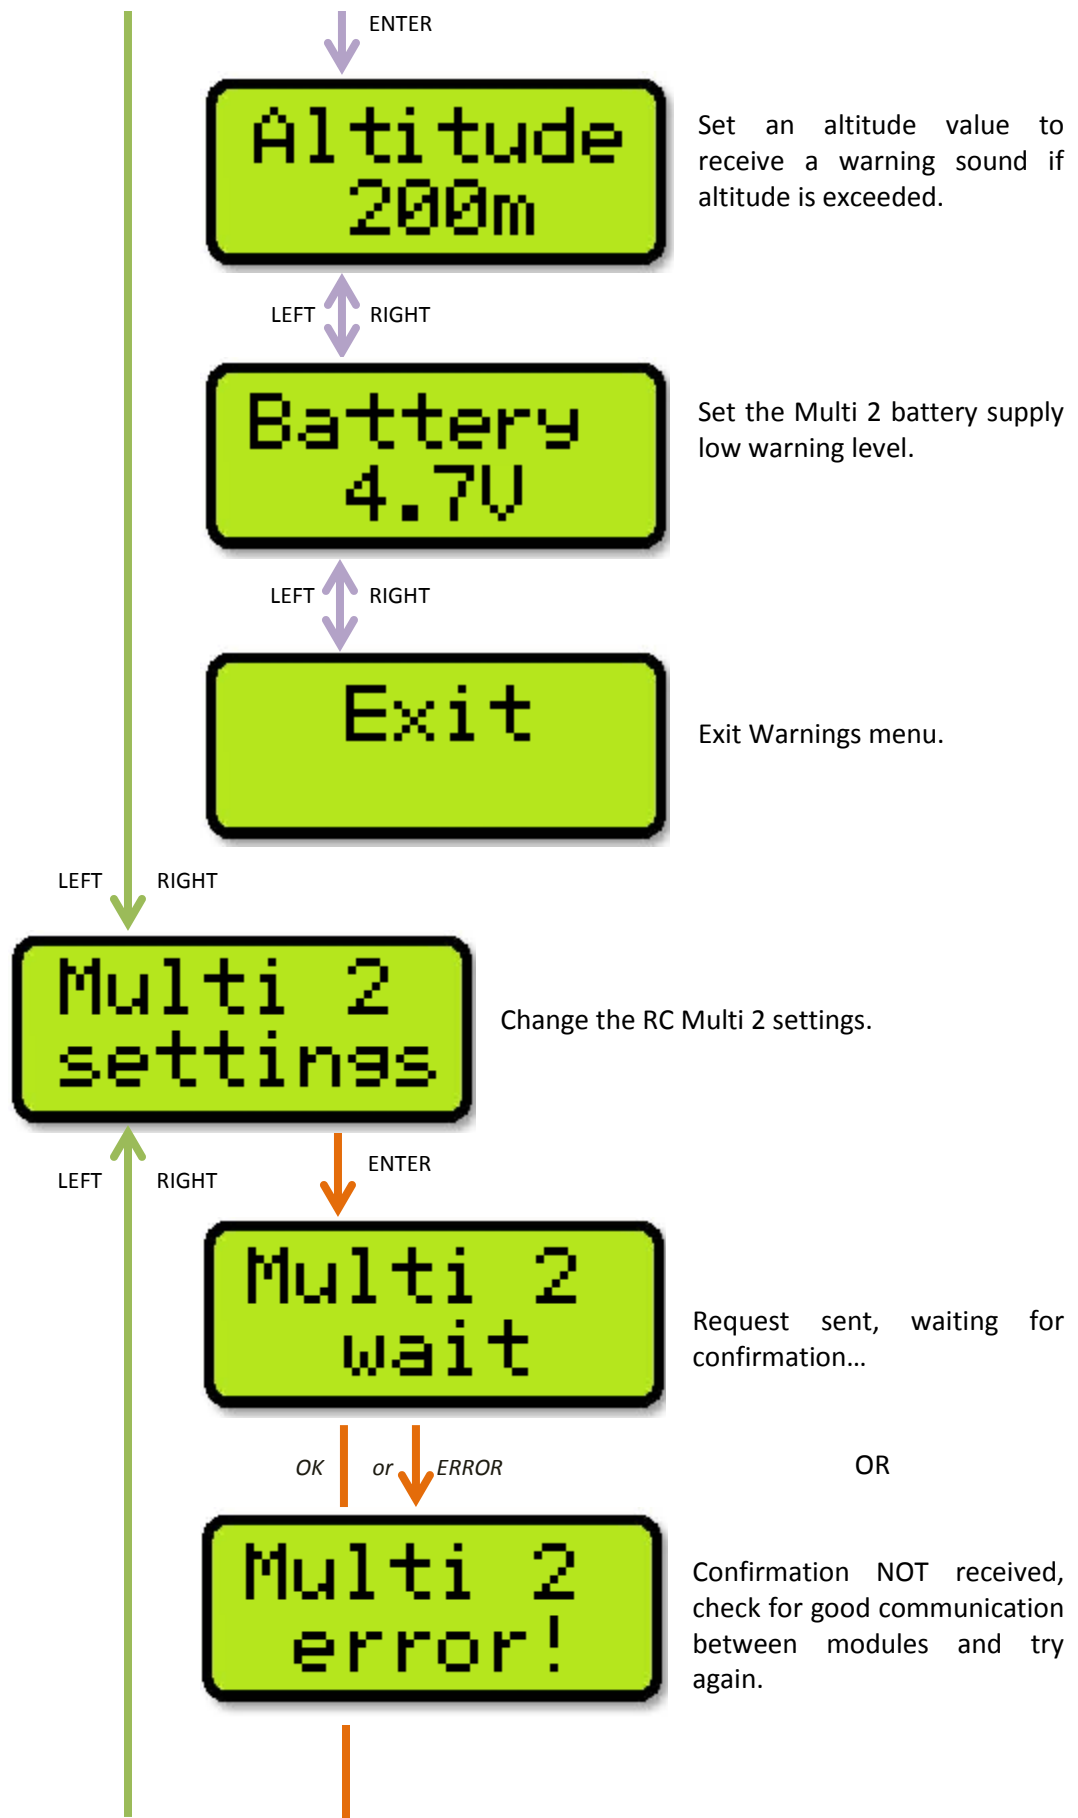 ENTER
Altitude
200m
Set an altitude value to
receive a warning sound if
altitude is exceeded.
LEFT RIGHT
Battery
4.7V
Set the Multi 2 battery supply
low warning level.
LEFT RIGHT
Exit
Exit Warnings menu.
LEFT RIGHT
Multi 2
settings
Change the RC Multi 2 settings.
ENTER
LEFT RIGHT
Multi 2
wait
Request sent, waiting for
confirmation…
OK or ERROR
OR
Multi 2
error!
Confirmation NOT received,
check for good communication
between modules and try
again.